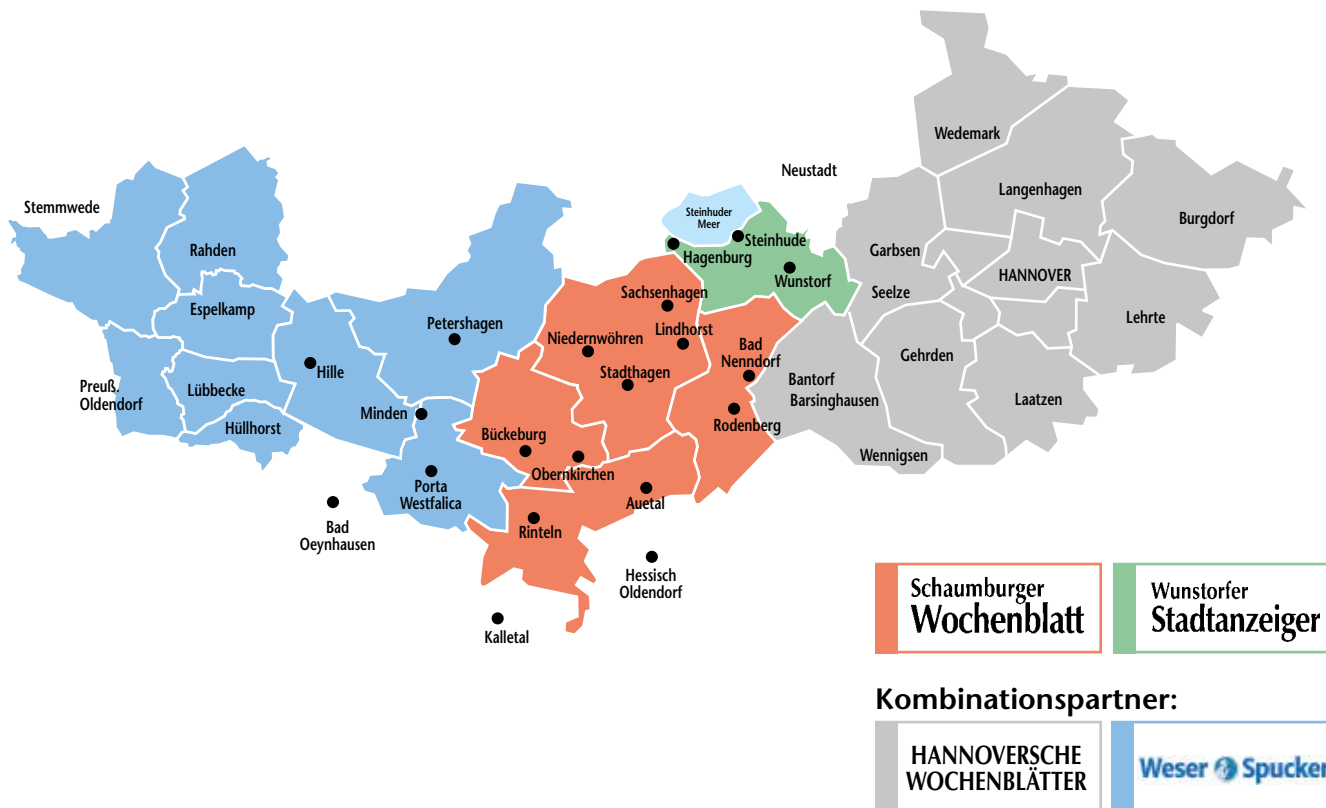 Wedemark
Neustadt
Langenhagen
Stemmwede
Steinhuder
Meer
Burgdorf
Steinhude
Rahden
Garbsen
Hagenburg
HANNOVER
Wunstorf
Seelze
Sachsenhagen
Espelkamp
Petershagen
Lindhorst
Lehrte
Niedernwöhren
Bad
Nenndorf
Gehrden
Hille
Stadthagen
Preuß.
Oldendorf
Lübbecke
Bantorf
Barsinghausen
Laatzen
Minden
Rodenberg
Hüllhorst
Bückeburg
Wennigsen
Obernkirchen
Porta
Westfalica
Auetal
Bad
Oeynhausen
Rinteln
Hessisch
Oldendorf
Kalletal
Schaumburger
Wochenblatt
Wunstorfer
Stadtanzeiger
Kombinationspartner:
HANNOVERSCHE
WOCHENBLÄTTER
Weser Spucker